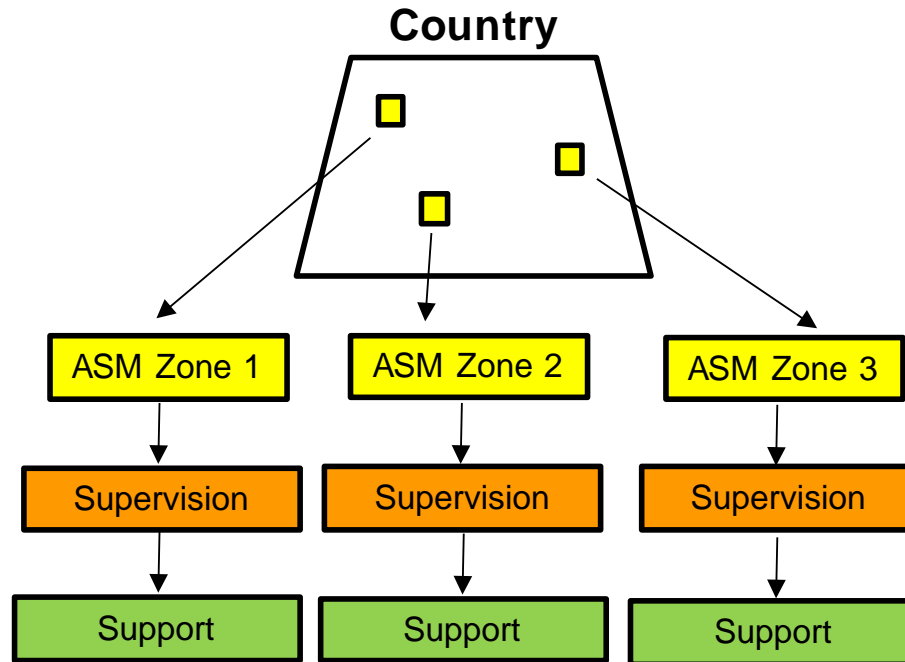 Country
ASM Zone 1
ASM Zone 2
ASM Zone 3
Supervision
Supervision
Supervision
Support
Support
Support